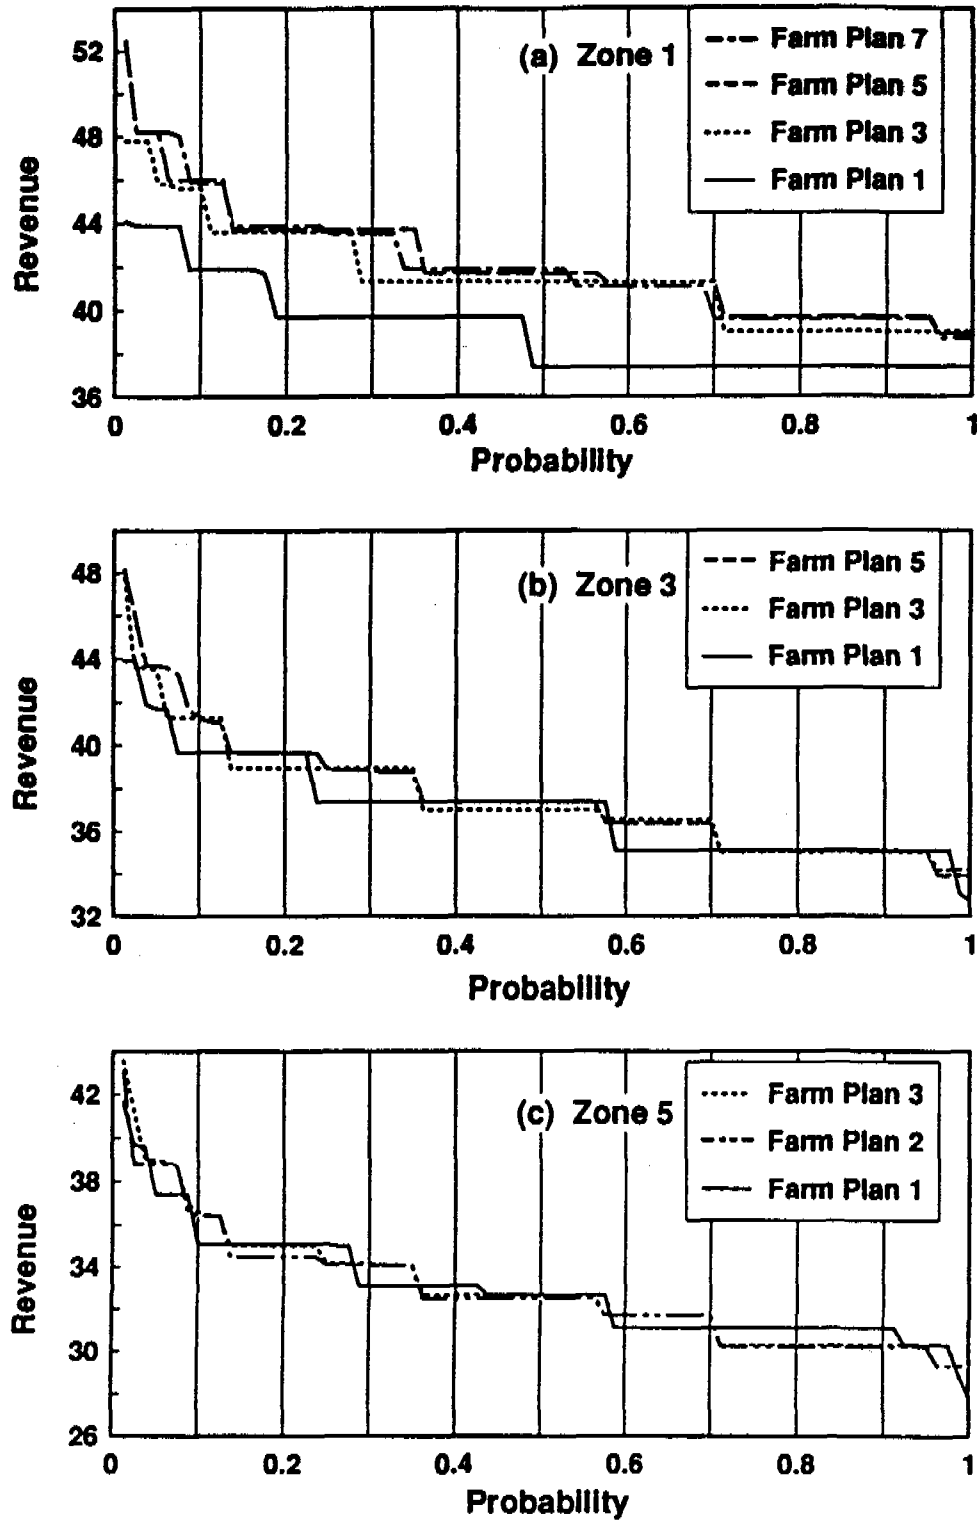 (a) Zone 1
Farm Plan 7
Farm Plan 5
Farm Plan 3
Farm Plan 1
Revenue
52
48
44
40
36
0 0.2 0.4 0.6 0.8 1
Probability
(b) Zone 3
Farm Plan 5
Farm Plan 3
Farm Plan 1
Revenue
48
44
40
36
32
0 0.2 0.4 0.6 0.8 1
Probability
(c) Zone 5
Farm Plan 3
Farm Plan 2
Farm Plan 1
Revenue
42
38
34
30
26
0 0.2 0.4 0.6 0.8 1
Probability